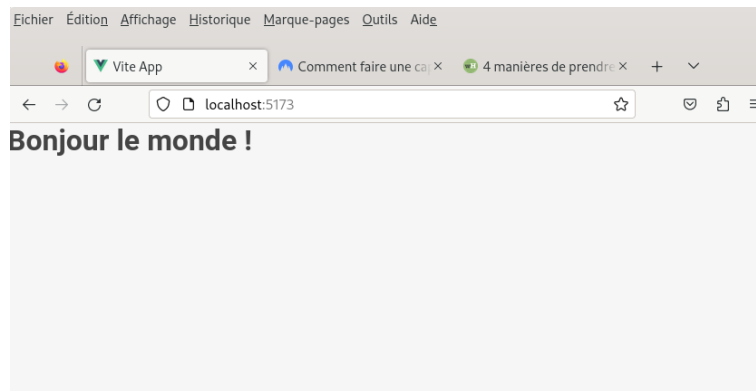 Fichier Édition Affichage Historique Marque-pages Outils Aide
Vite App Comment faire une ca 4 manières de prendre
localhost:5173
Bonjour le monde !